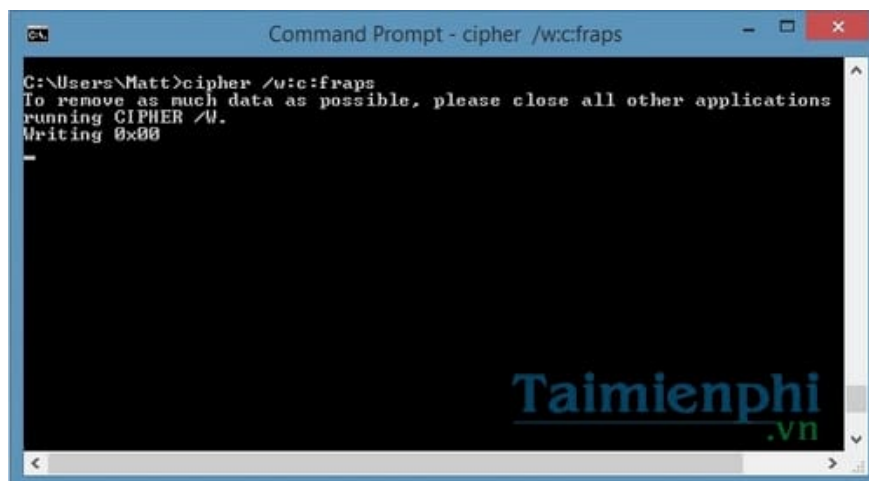 C:\.
Command Prompt - cipher /w:c:fraps
C:\Users\Matt>cipher /w:c:fraps
To remove as much data as possible, please close all other applications
running CIPHER /W.
Writing 0x00
Taimienphi
.vn